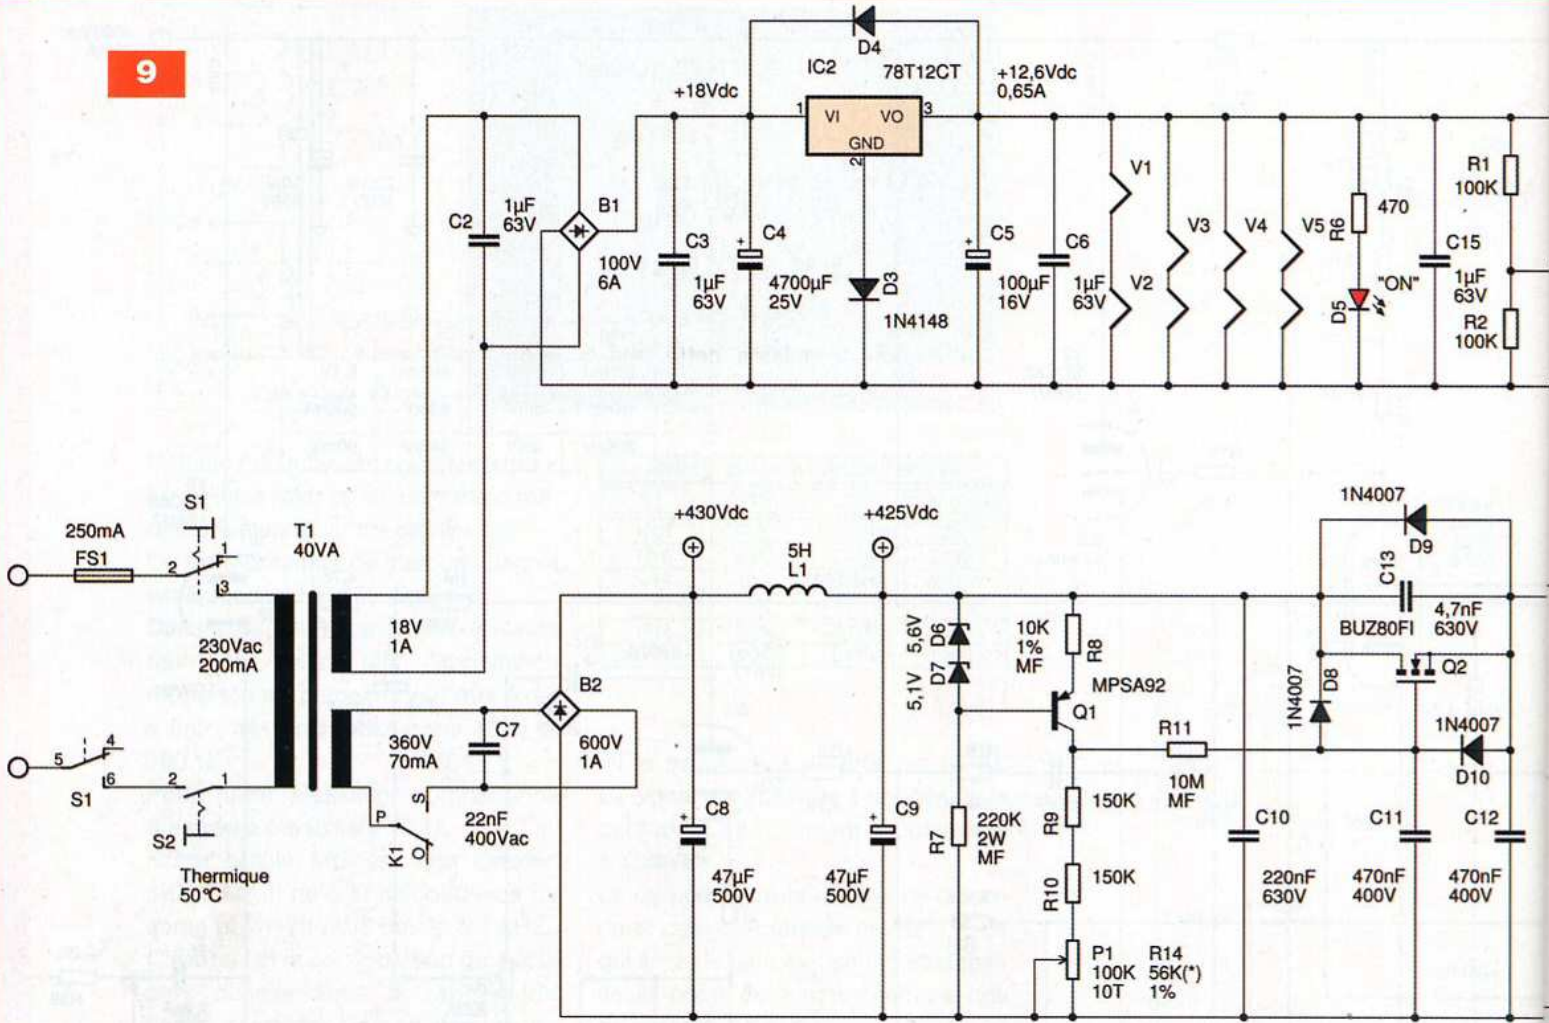 9
D4
IC2
78T12CT
+18Vdc
+12,6Vdc
0,65A
1
VI
VO
3
GND
2
C2
1µF
63V
B1
100V
6A
C3
1µF
63V
+
C4
4700µF
25V
D3
1N4148
+
C5
100µF
16V
C6
1µF
63V
V1
V2
V3
V4
V5
R6
470
D5
"ON"
C15
1µF
63V
R1
100K
R2
100K
S1
250mA
FS1
2
1
3
T1
40VA
230Vac
200mA
18V
1A
360V
70mA
5
4
6
S1
2
1
S2
Thermique
50°C
P
S
O
K1
C7
22nF
400Vac
B2
600V
1A
+430Vdc
5H
L1
+425Vdc
+
C8
47µF
500V
+
C9
47µF
500V
D6
5,6V
D7
5,1V
10K
1%
MF
R8
MPSA92
Q1
R7
220K
2W
MF
R9
150K
R10
150K
P1
100K
10T
R14
56K(*)
1%
R11
10M
MF
1N4007
D9
C13
4,7nF
630V
BUZ80FI
Q2
1N4007
D8
1N4007
D10
C10
220nF
630V
C11
470nF
400V
C12
470nF
400V